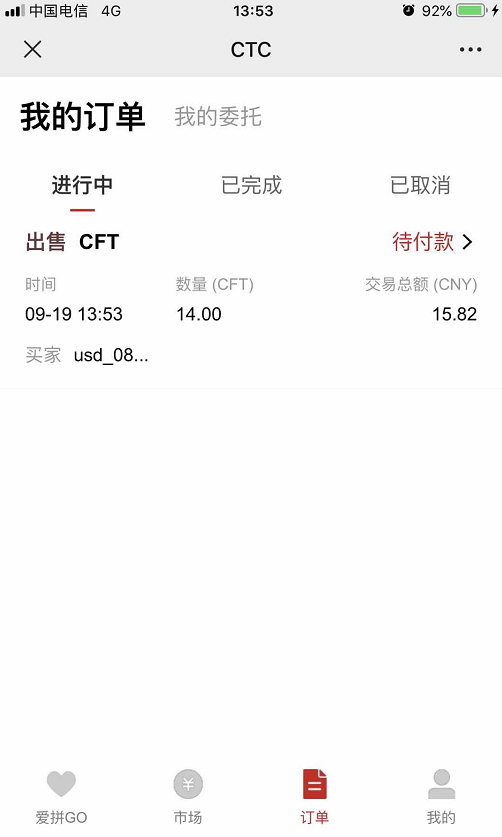 中国电信 4G 13:53 92%
CTC
我的订单 我的委托
进行中 已完成 已取消
出售 CFT 待付款
时间 数量 (CFT) 交易总额 (CNY)
09-19 13:53 14.00 15.82
买家 usd_08...
¥
爱拼GO 市场 订单 我的